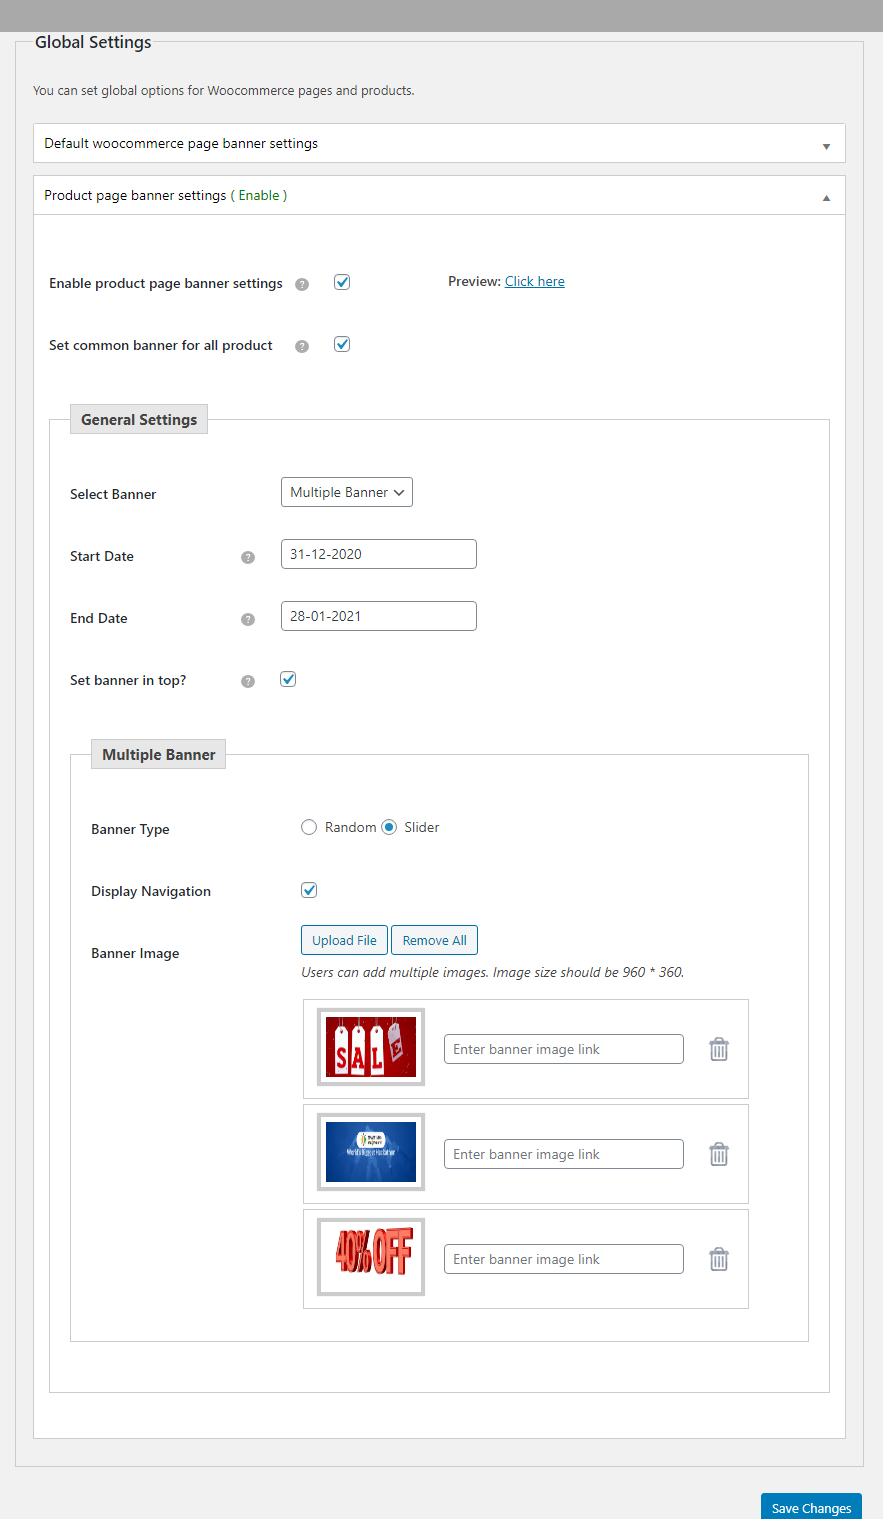 Global Settings
You can set global options for Woocommerce pages and products.
Default woocommerce page banner settings
Product page banner settings ( Enable )
Enable product page banner settings ?
Preview: Click here
Set common banner for all product ?
General Settings
Select Banner Multiple Banner
Start Date ? 31-12-2020
End Date ? 28-01-2021
Set banner in top? ?
Multiple Banner
Banner Type Random Slider
Display Navigation
Banner Image Upload File Remove All
Users can add multiple images. Image size should be 960 * 360.
SALE
Enter banner image link
World's Biggest Hackathon
Enter banner image link
40% OFF
Enter banner image link
Save Changes